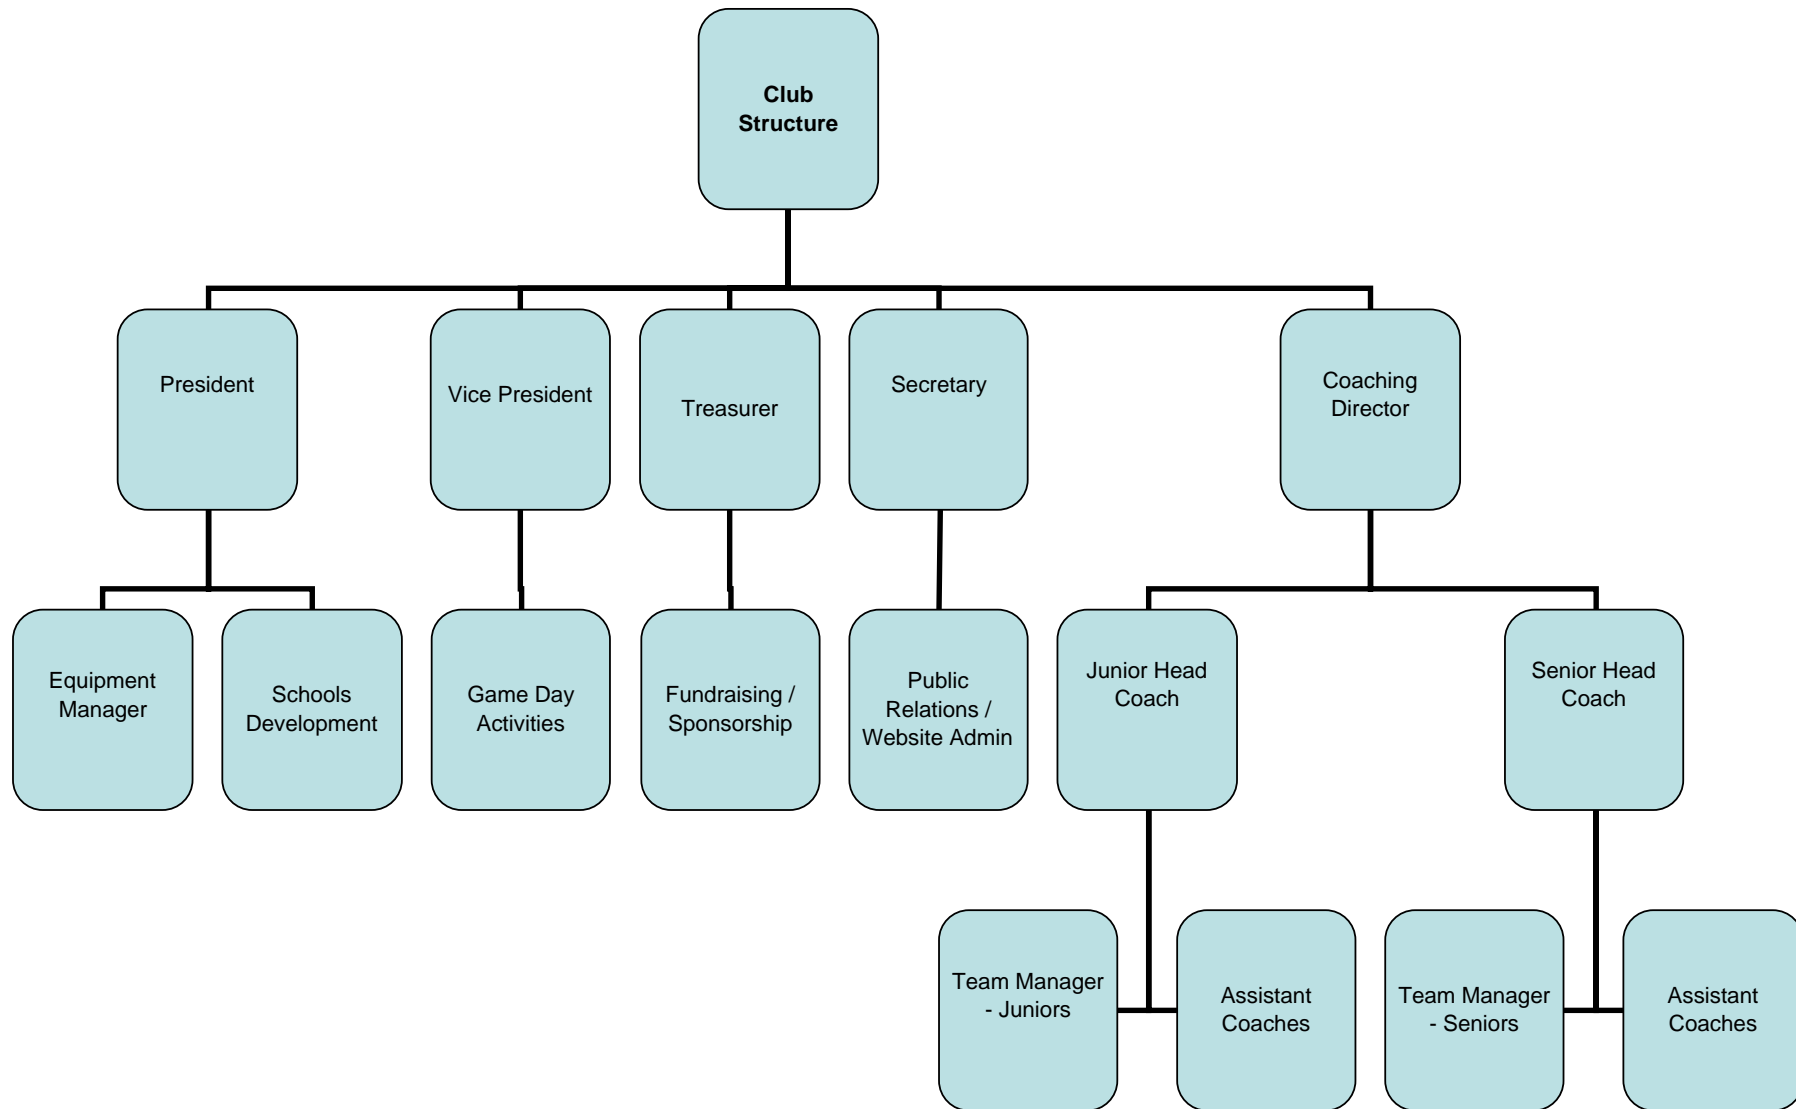 Club
Structure
President
Vice President
Treasurer
Secretary
Coaching
Director
Equipment
Manager
Schools
Development
Game Day
Activities
Fundraising /
Sponsorship
Public
Relations /
Website Admin
Junior Head
Coach
Senior Head
Coach
Team Manager
- Juniors
Assistant
Coaches
Team Manager
- Seniors
Assistant
Coaches